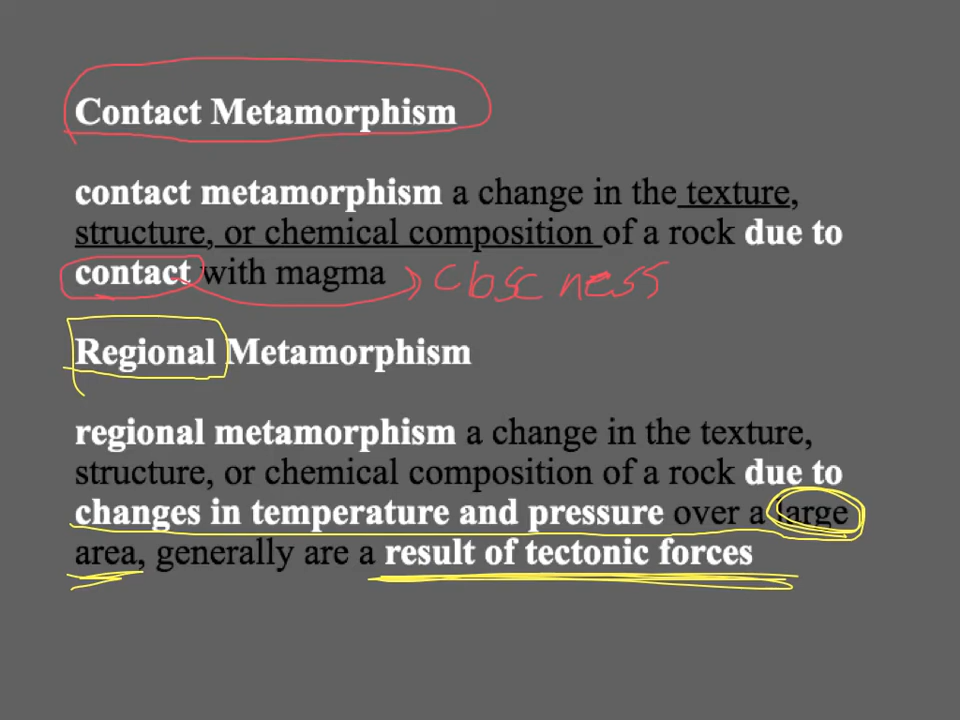 Contact Metamorphism
contact metamorphism a change in the texture,
structure, or chemical composition of a rock due to
contact with magma
Regional Metamorphism
regional metamorphism a change in the texture,
structure, or chemical composition of a rock due to
changes in temperature and pressure over a large
area, generally are a result of tectonic forces